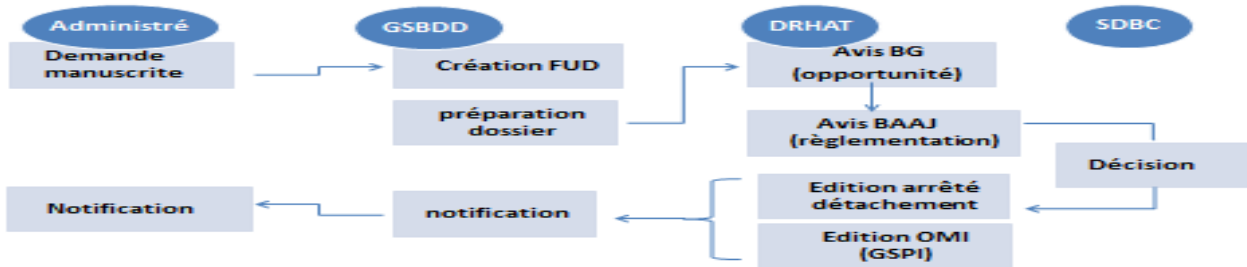 Administré
GSBDD
DRHAT
SDBC
Demande
manuscrite
Création FUD
préparation
dossier
Avis BG
(opportunité)
Avis BAAJ
(règlementation)
Décision
Edition arrêté
détachement
Edition OMI
(GSPI)
notification
Notification